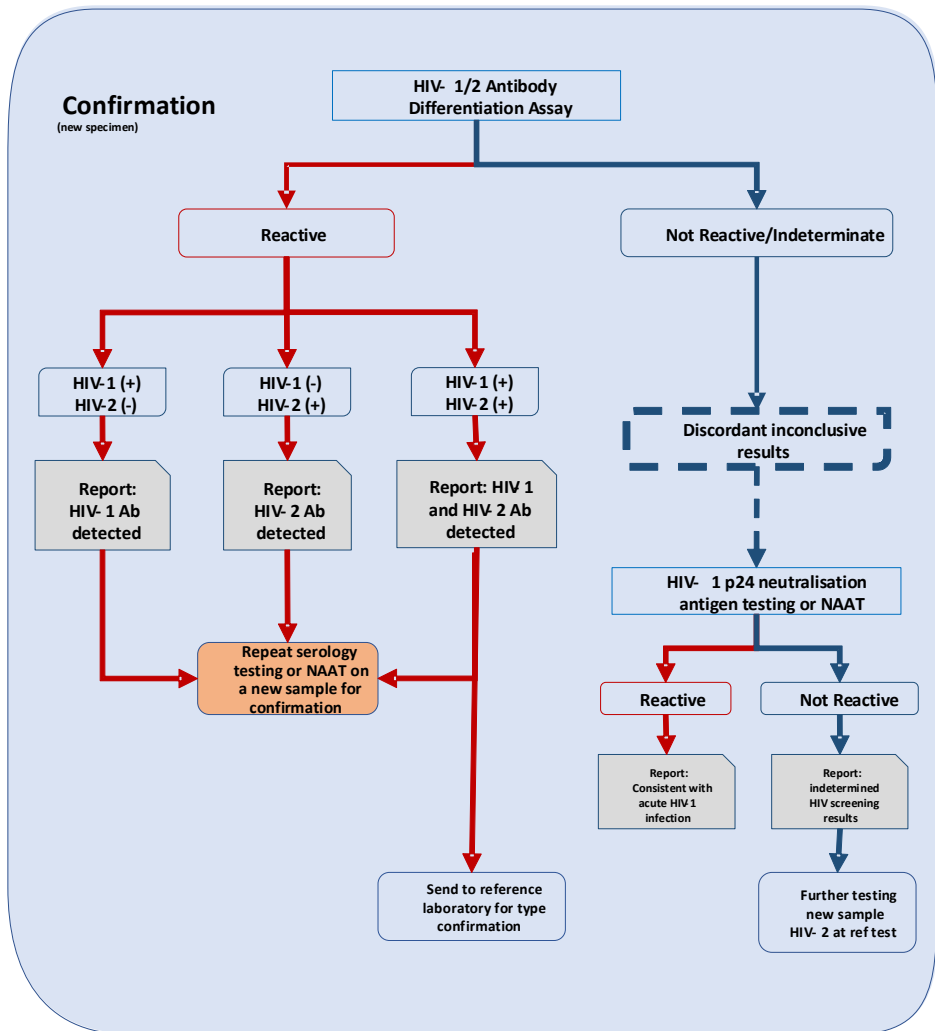 HIV- 1/2 Antibody
Differentiation Assay
Confirmation
(new specimen)
Reactive
Not Reactive/Indeterminate
HIV-1 (+)
HIV-2 (-)
HIV-1 (-)
HIV-2 (+)
HIV-1 (+)
HIV-2 (+)
Discordant inconclusive
results
Report:
HIV- 1 Ab
detected
Report:
HIV- 2 Ab
detected
Report: HIV-1
and HIV- 2 Ab
detected
HIV- 1 p24 neutralisation
antigen testing or NAAT
Repeat serology
testing or NAAT on
a new sample for
confirmation
Reactive
Not Reactive
Report:
Consistent with
acute HIV-1
infection
Report:
indetermined
HIV screening
results
Send to reference
laboratory for type
confirmation
Further testing
new sample
HIV- 2 at ref test